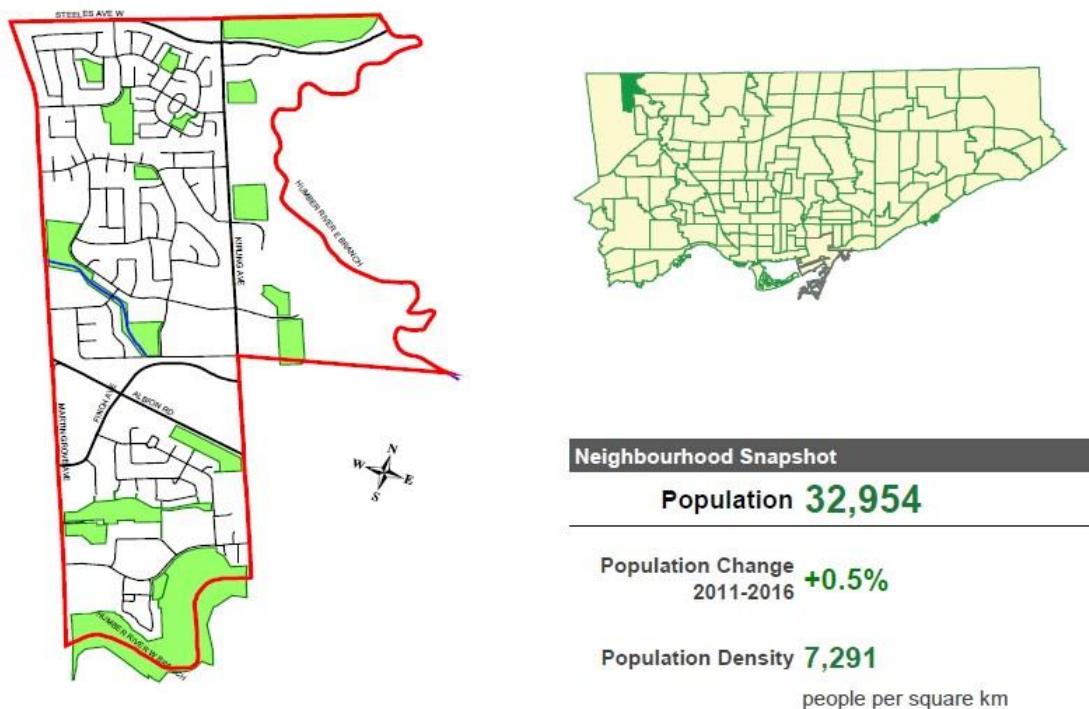 STEELES AVE W
HUMBER RIVER E BRANCH
KIPLING AVE
FINCH AVE
ALBION RD
MARTIN GROVE AVE
HUMBER RIVER W BRANCH
N
W
E
S
Neighbourhood Snapshot
Population 32,954
Population Change
2011-2016 +0.5%
Population Density 7,291
people per square km